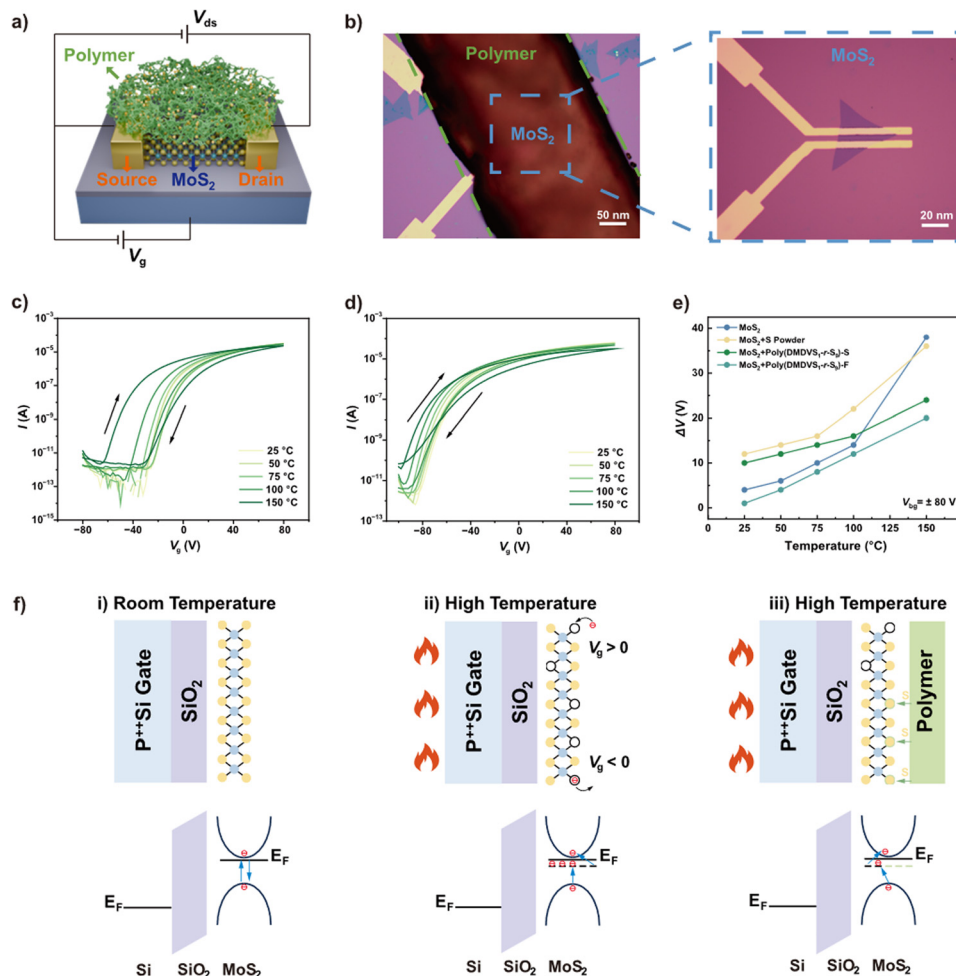 a)
V_ds
Polymer
Source
MoS₂
Drain
V_g
b)
Polymer
MoS₂
50 nm
MoS₂
20 nm
c)
I (A)
10⁻³
10⁻⁵
10⁻⁷
10⁻⁹
10⁻¹¹
10⁻¹³
10⁻¹⁵
25 °C
50 °C
75 °C
100 °C
150 °C
−80 −40 0 40 80
V_g (V)
d)
I (A)
10⁻³
10⁻⁵
10⁻⁷
10⁻⁹
10⁻¹¹
10⁻¹³
25 °C
50 °C
75 °C
100 °C
150 °C
−80 −40 0 40 80
V_g (V)
e)
ΔV (V)
40
30
20
10
0
MoS₂
MoS₂+S Powder
MoS₂+Poly(DMDVS₁-r-S₉)-S
MoS₂+Poly(DMDVS₁-r-S₉)-F
V_bg= ± 80 V
0 25 50 75 100 125 150
Temperature (°C)
f)
i) Room Temperature
P⁺⁺Si Gate
SiO₂
E_F
E_F
Si SiO₂ MoS₂
ii) High Temperature
P⁺⁺Si Gate
SiO₂
V_g > 0
V_g < 0
E_F
E_F
Si SiO₂ MoS₂
iii) High Temperature
P⁺⁺Si Gate
SiO₂
S
S
S
Polymer
E_F
E_F
Si SiO₂ MoS₂